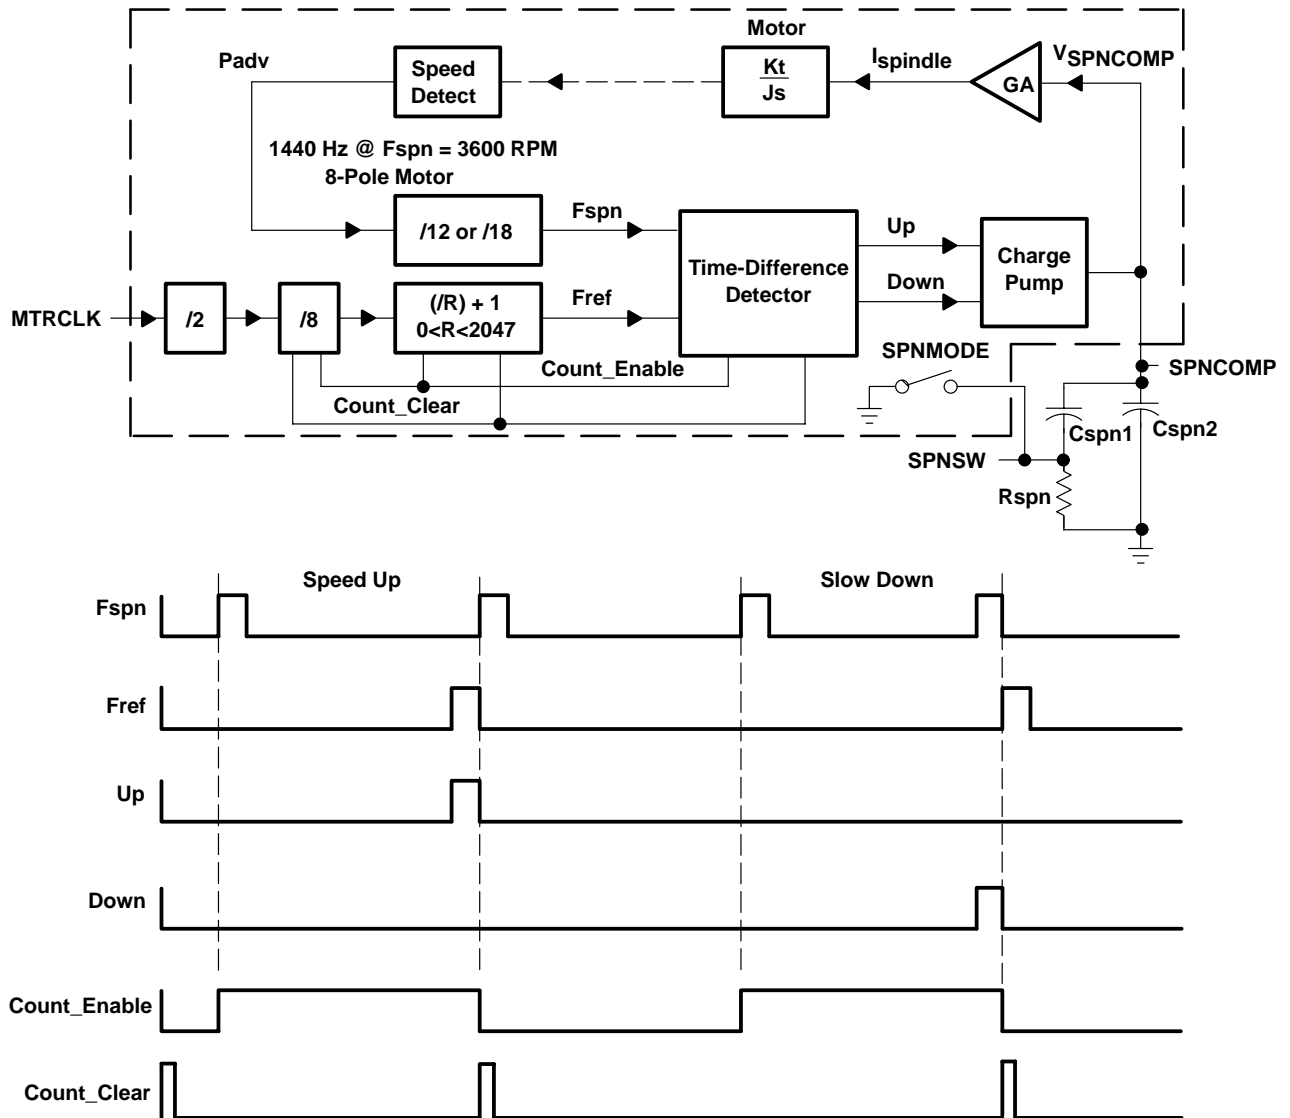 Motor
Padv
Speed
Detect
Kt
Js
Ispindle
GA
VSPNCOMP
1440 Hz @ Fspn = 3600 RPM
8-Pole Motor
/12 or /18
Fspn
Time-Difference
Detector
Up
Down
Charge
Pump
MTRCLK
/2
/8
(/R) + 1
0<R<2047
Fref
Count_Enable
Count_Clear
SPNMODE
SPNCOMP
Cspn1
Cspn2
SPNSW
Rspn
Speed Up
Slow Down
Fspn
Fref
Up
Down
Count_Enable
Count_Clear